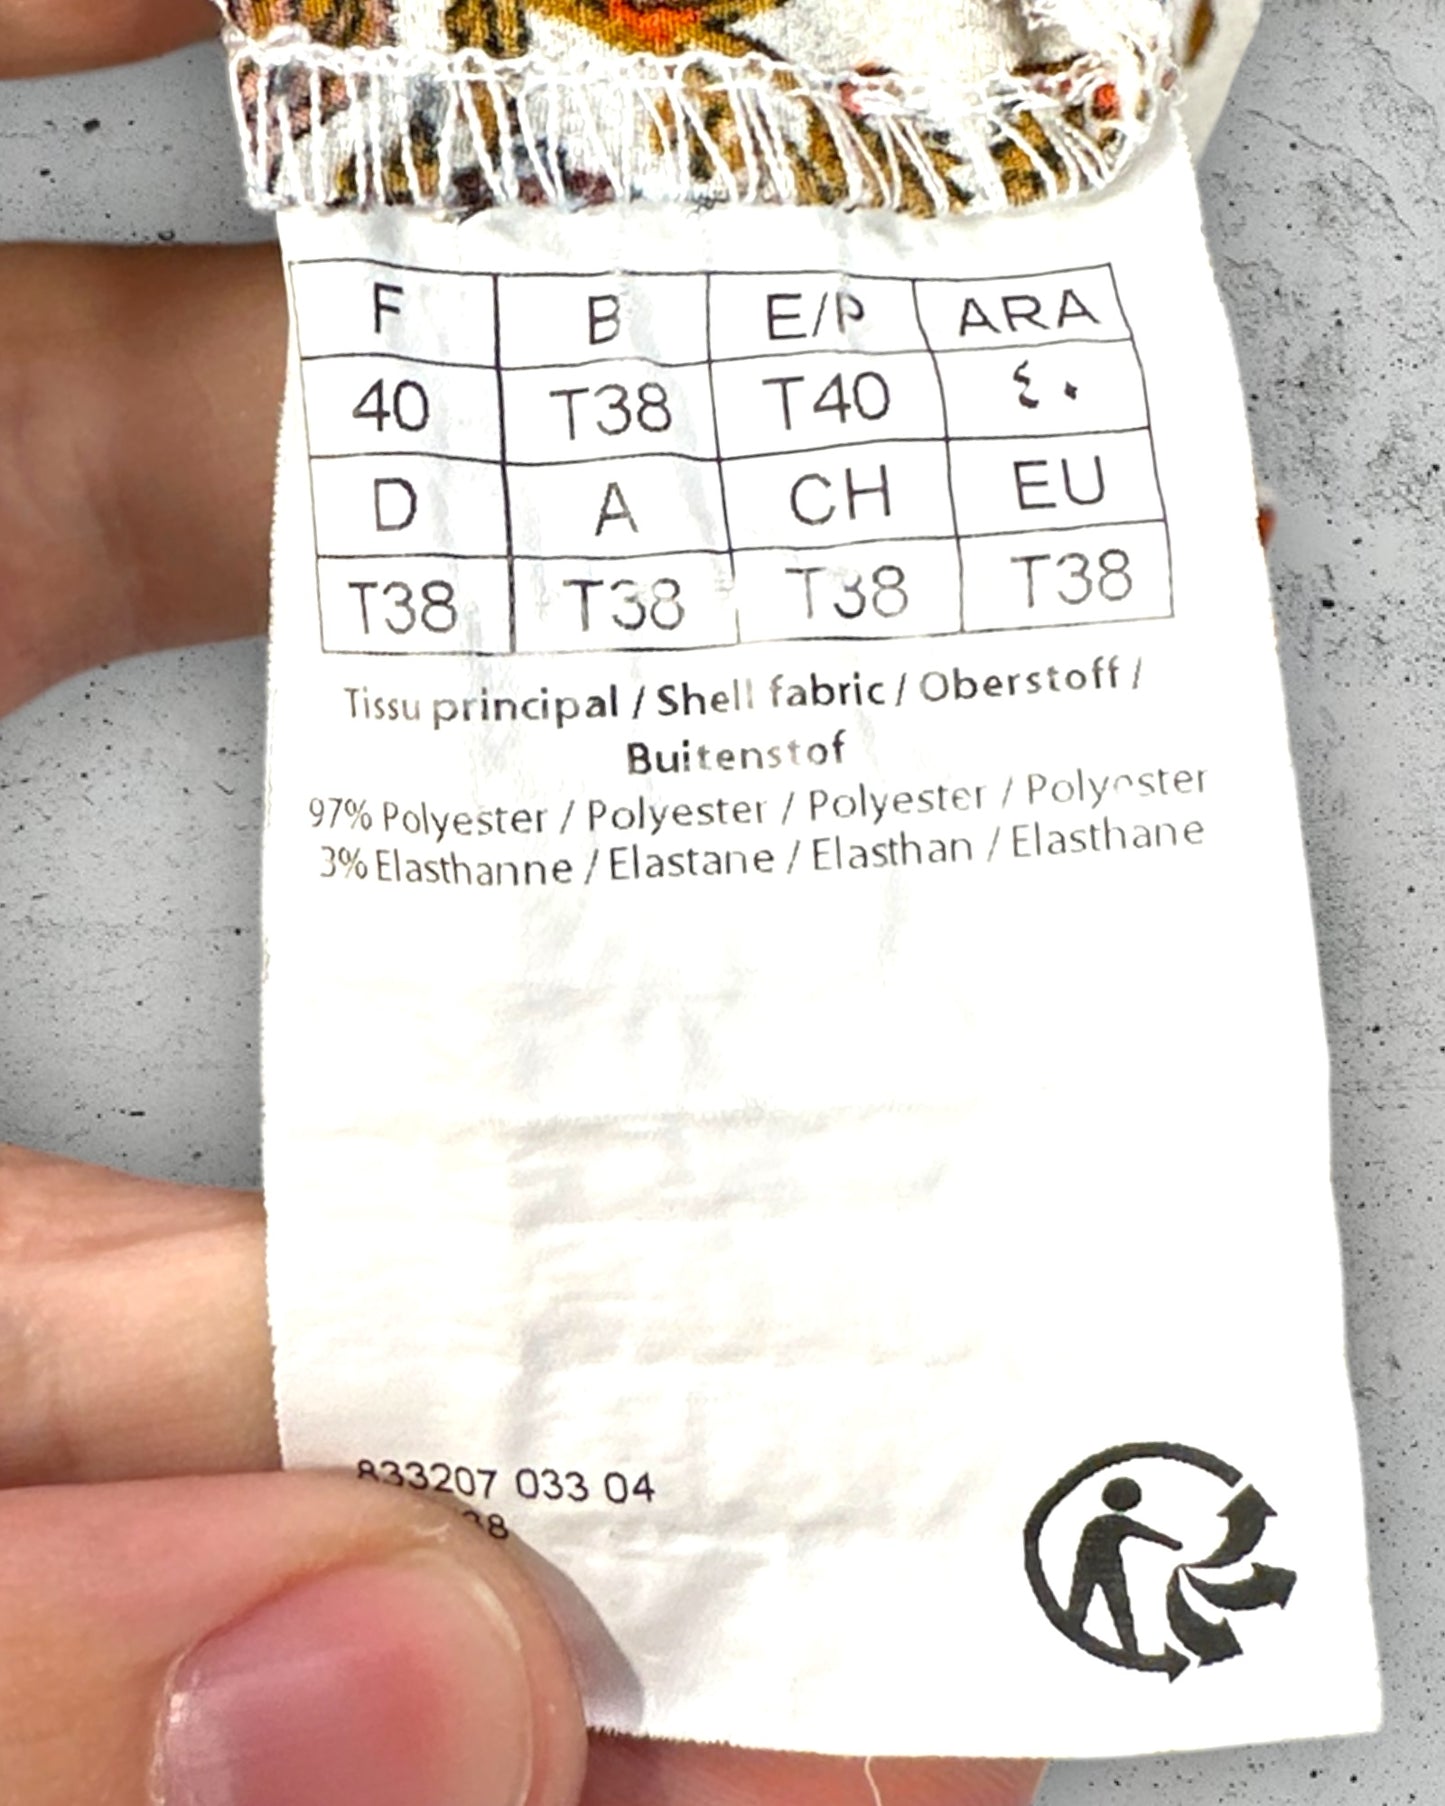 F B E/P ARA
40 T38 T40 ٤٠
D A CH EU
T38 T38 T38 T38
Tissu principal / Shell fabric / Oberstoff /
Buitenstof
97% Polyester / Polyester / Polyester / Polyester
3% Elasthanne / Elastane / Elasthan / Elasthane
833207 033 04
38